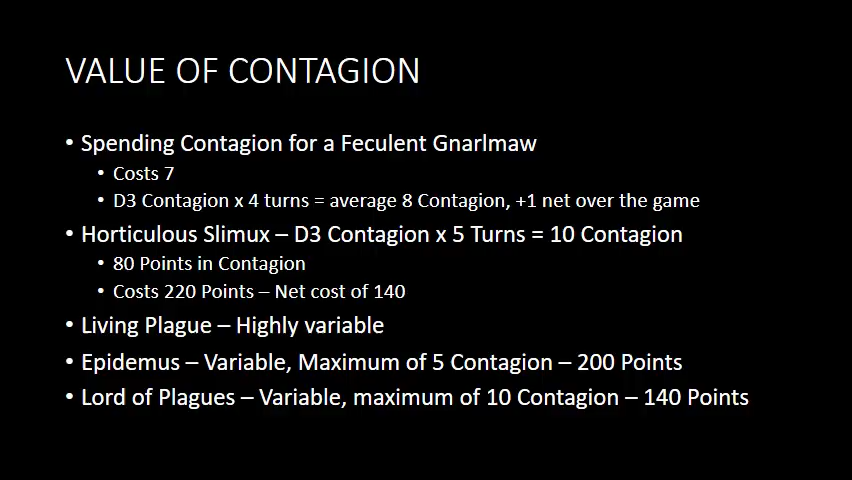 VALUE OF CONTAGION
• Spending Contagion for a Feculent Gnarlmaw
• Costs 7
• D3 Contagion x 4 turns = average 8 Contagion, +1 net over the game
• Horticulous Slimux – D3 Contagion x 5 Turns = 10 Contagion
• 80 Points in Contagion
• Costs 220 Points – Net cost of 140
• Living Plague – Highly variable
• Epidemus – Variable, Maximum of 5 Contagion – 200 Points
• Lord of Plagues – Variable, maximum of 10 Contagion – 140 Points